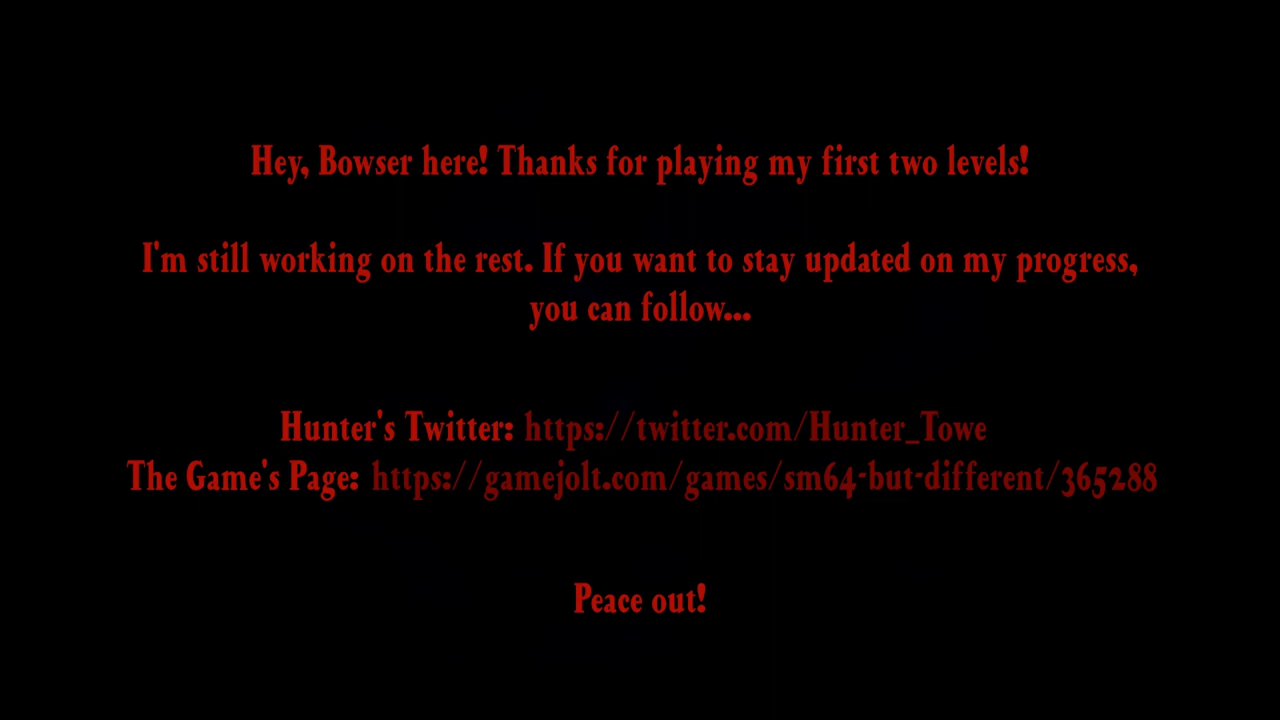 Hey, Bowser here! Thanks for playing my first two levels!
I'm still working on the rest. If you want to stay updated on my progress,
you can follow...
Hunter's Twitter: https://twitter.com/Hunter_Towe
The Game's Page: https://gamejolt.com/games/sm64-but-different/365288
Peace out!